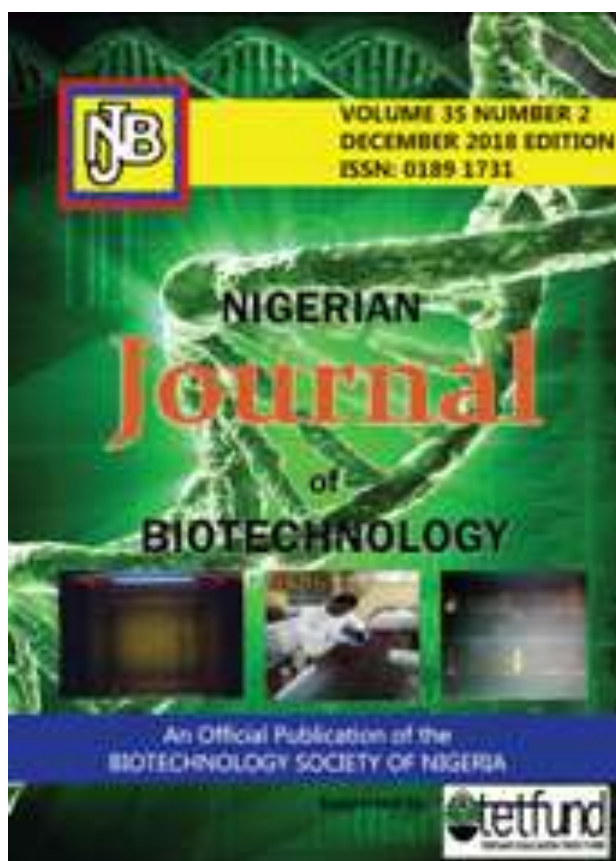 NJB
VOLUME 35 NUMBER 2
DECEMBER 2018 EDITION
ISSN: 0189 1731
NIGERIAN
Journal
of
BIOTECHNOLOGY
An Official Publication of the
BIOTECHNOLOGY SOCIETY OF NIGERIA
tetfund